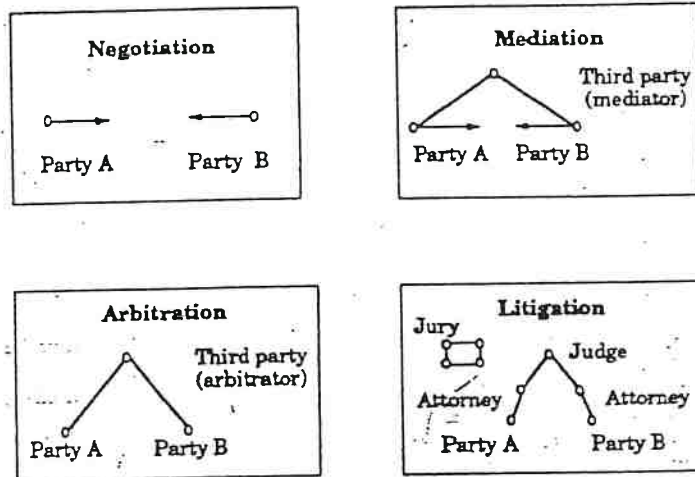 Negotiation
Party A Party B
Mediation
Third party
(mediator)
Party A Party B
Arbitration
Third party
(arbitrator)
Party A Party B
Litigation
Jury
Judge
Attorney Attorney
Party A Party B